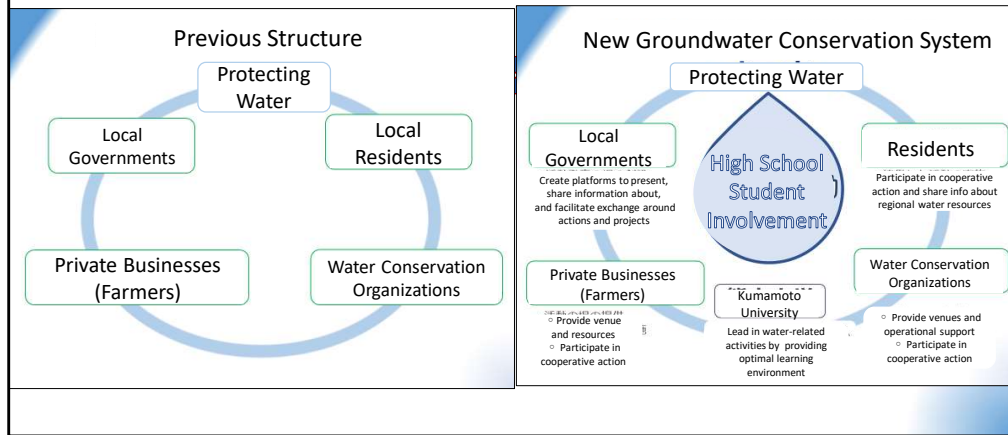 Previous Structure
Protecting
Water
Local
Governments
Local
Residents
Private Businesses
(Farmers)
Water Conservation
Organizations
New Groundwater Conservation System
Protecting Water
Local
Governments
Create platforms to present,
share information about,
and facilitate exchange around
actions and projects
High School
Student
Involvement
Residents
Participate in cooperative
action and share info about
regional water resources
Private Businesses
(Farmers)
○ Provide venue
and resources
○ Participate in
cooperative action
Kumamoto
University
Lead in water-related
activities by providing
optimal learning
environment
Water Conservation
Organizations
○ Provide venues and
operational support
○ Participate in
cooperative action